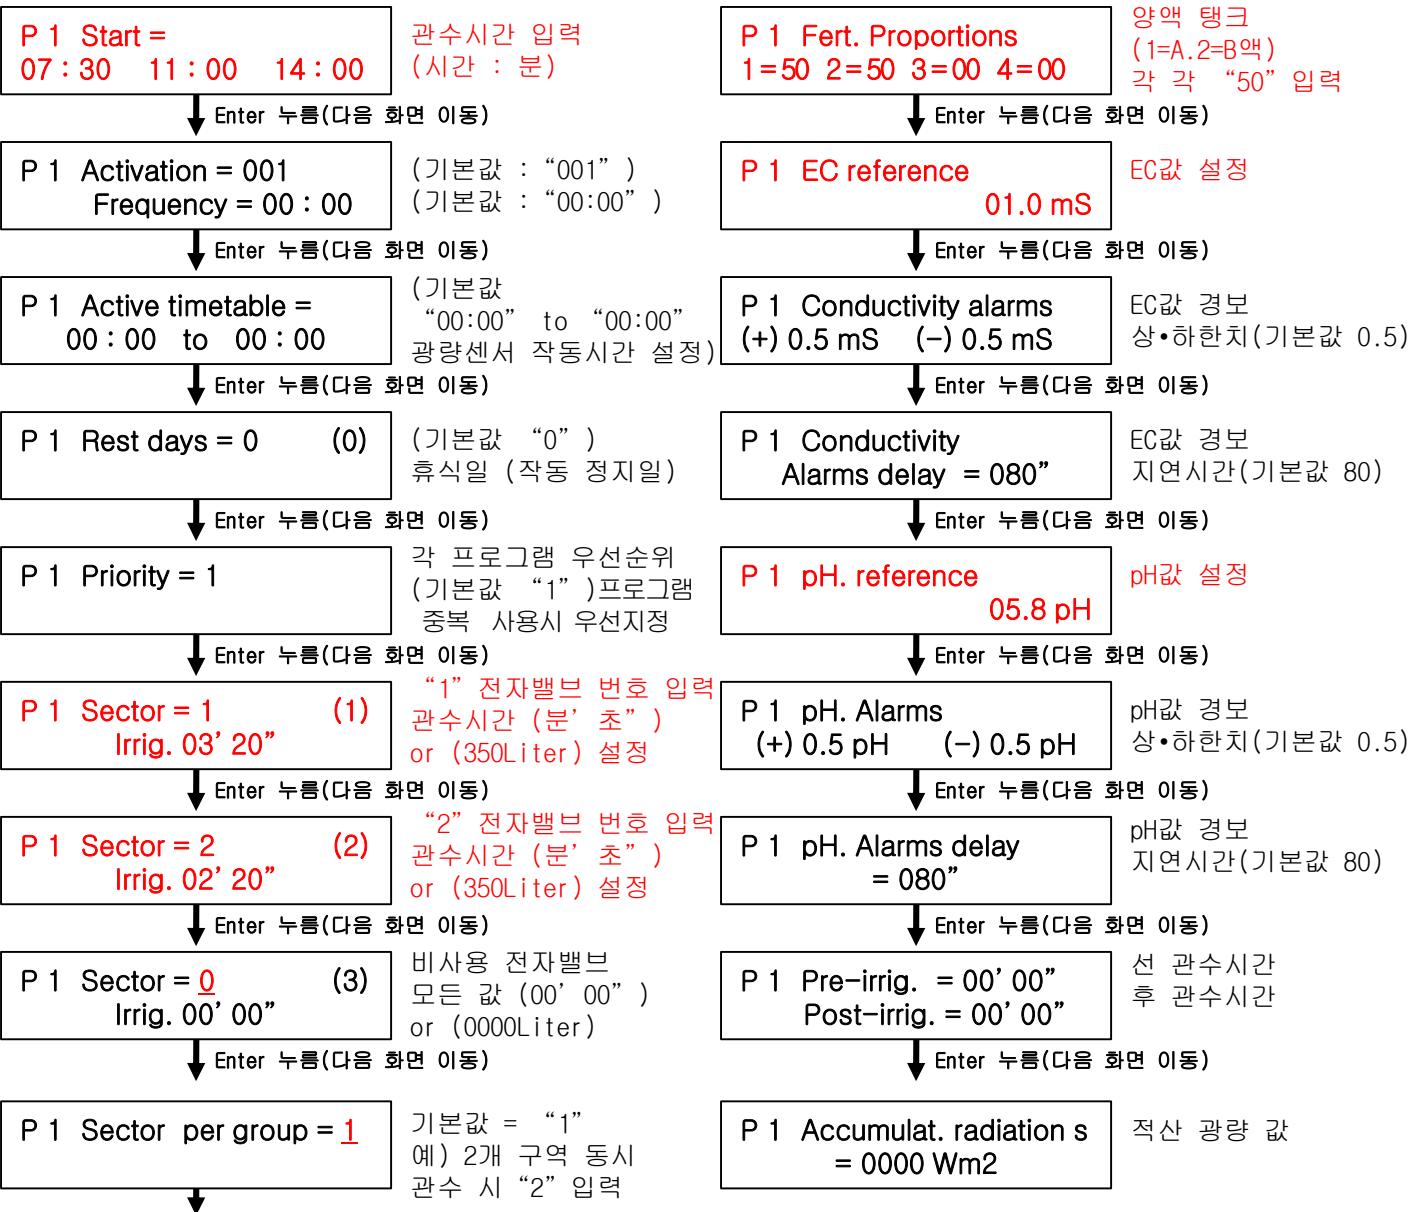 P 1 Start =
07 : 30 11 : 00 14 : 00
관수시간 입력
(시간 : 분)
Enter 누름(다음 화면 이동)
P 1 Activation = 001
Frequency = 00 : 00
(기본값 : “001” )
(기본값 : “00:00” )
Enter 누름(다음 화면 이동)
P 1 Active timetable =
00 : 00 to 00 : 00
(기본값
“00:00” to “00:00”
광량센서 작동시간 설정)
Enter 누름(다음 화면 이동)
P 1 Rest days = 0 (0)
(기본값 “0” )
휴식일 (작동 정지일)
Enter 누름(다음 화면 이동)
P 1 Priority = 1
각 프로그램 우선순위
(기본값 “1” )프로그램
중복 사용시 우선지정
Enter 누름(다음 화면 이동)
P 1 Sector = 1 (1)
Irrig. 03’ 20”
“1” 전자밸브 번호 입력
관수시간 (분’ 초” )
or (350Liter) 설정
Enter 누름(다음 화면 이동)
P 1 Sector = 2 (2)
Irrig. 02’ 20”
“2” 전자밸브 번호 입력
관수시간 (분’ 초” )
or (350Liter) 설정
Enter 누름(다음 화면 이동)
P 1 Sector = 0 (3)
Irrig. 00’ 00”
비사용 전자밸브
모든 값 (00’ 00” )
or (0000Liter)
Enter 누름(다음 화면 이동)
P 1 Sector per group = 1
기본값 = “1”
예) 2개 구역 동시
관수 시 “2” 입력
P 1 Fert. Proportions
1=50 2=50 3=00 4=00
양액 탱크
(1=A.2=B액)
각 각 “50” 입력
Enter 누름(다음 화면 이동)
P 1 EC reference
01.0 mS
EC값 설정
Enter 누름(다음 화면 이동)
P 1 Conductivity alarms
(+) 0.5 mS (-) 0.5 mS
EC값 경보
상•하한치(기본값 0.5)
Enter 누름(다음 화면 이동)
P 1 Conductivity
Alarms delay = 080”
EC값 경보
지연시간(기본값 80)
Enter 누름(다음 화면 이동)
P 1 pH. reference
05.8 pH
pH값 설정
Enter 누름(다음 화면 이동)
P 1 pH. Alarms
(+) 0.5 pH (-) 0.5 pH
pH값 경보
상•하한치(기본값 0.5)
Enter 누름(다음 화면 이동)
P 1 pH. Alarms delay
= 080”
pH값 경보
지연시간(기본값 80)
Enter 누름(다음 화면 이동)
P 1 Pre-irrig. = 00’ 00”
Post-irrig. = 00’ 00”
선 관수시간
후 관수시간
Enter 누름(다음 화면 이동)
P 1 Accumulat. radiation s
= 0000 Wm2
적산 광량 값